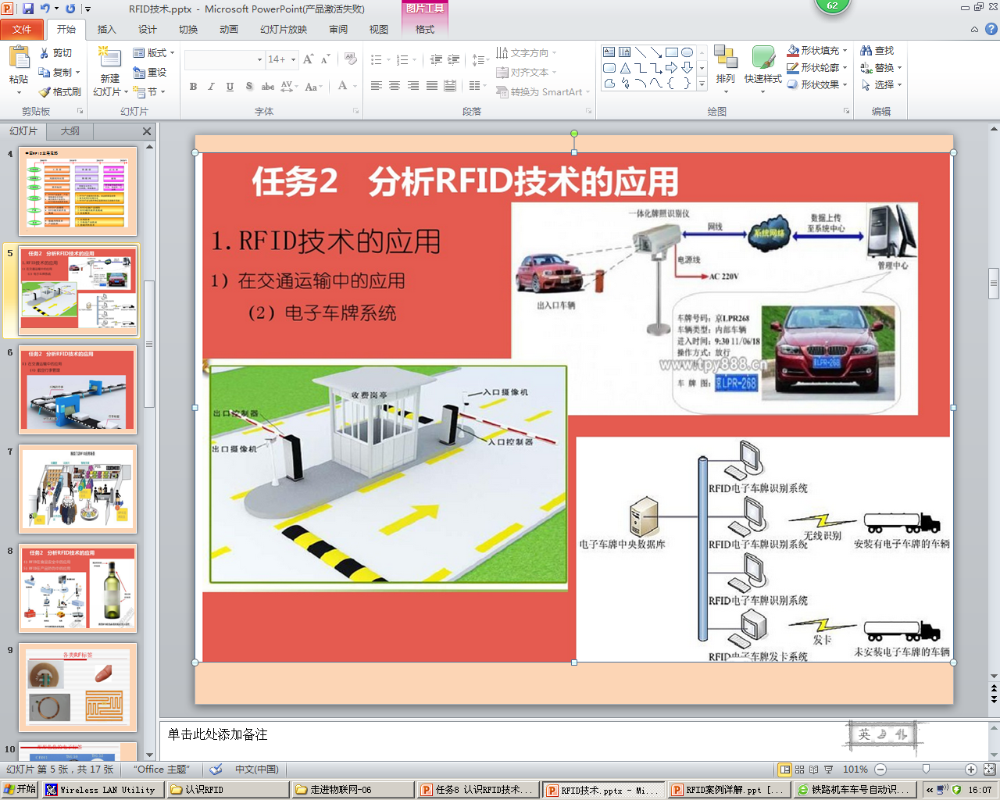 RFID技术.pptx - Microsoft PowerPoint(产品激活失败)
图片工具
62
文件 开始 插入 设计 切换 动画 幻灯片放映 审阅 视图 格式
粘贴 剪切 复制 格式刷 剪贴板
新建 幻灯片 版式 重设 节 幻灯片
14+ 字体
文字方向 对齐文本 转换为 SmartArt 段落
排列 快速样式 形状填充 形状轮廓 形状效果 绘图
查找 替换 选择 编辑
幻灯片 大纲
4
5
任务2 分析RFID技术的应用
6
任务2 分析RFID技术的应用
7
8
任务2 分析RFID技术的应用
9
各类RF标签
10
任务2 分析RFID技术的应用
1.RFID技术的应用
1）在交通运输中的应用
（2）电子车牌系统
一体化牌照识别仪
网线
系统网络
数据上传
至系统中心
管理中心
电源线
AC 220V
出入口车辆
车牌号码：京LPR268
车辆类型：内部车辆
进入时间：9:30 11/06/18
操作方式：放行
www.tpy888.cn
车 牌 图：京LPR-268
收费岗亭
入口摄像机
出口控制器
出口摄像机
入口控制器
RFID电子车牌识别系统
电子车牌中央数据库
RFID电子车牌识别系统
无线识别
安装有电子车牌的车辆
RFID电子车牌识别系统
RFID电子车牌发卡系统
发卡
未安装电子车牌的车辆
单击此处添加备注
英
幻灯片 第 5 张，共 17 张 “Office 主题” 中文(中国) 101%
开始 Wireless LAN Utility 认识RFID 走进物联网-06 任务8 认识RFID技术... RFID技术.pptx - Mi... RFID案例详解.ppt [... 铁路机车车号自动识... 16:07